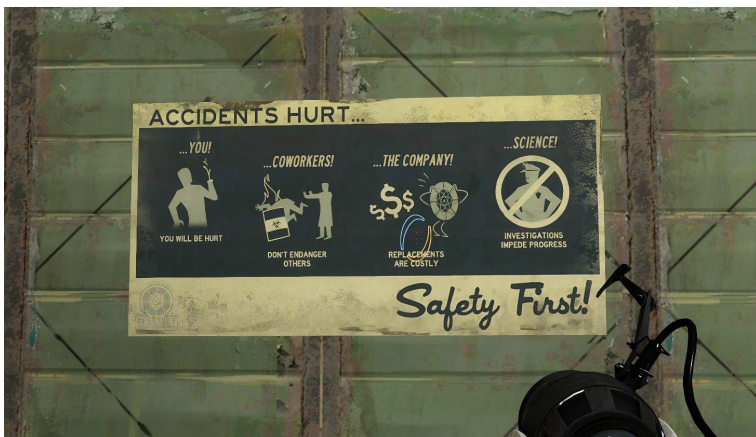 ACCIDENTS HURT...
...YOU!
YOU WILL BE HURT
...COWORKERS!
DON'T ENDANGER
OTHERS
...THE COMPANY!
$$$
REPLACEMENTS
ARE COSTLY
...SCIENCE!
INVESTIGATIONS
IMPEDE PROGRESS
Safety First!